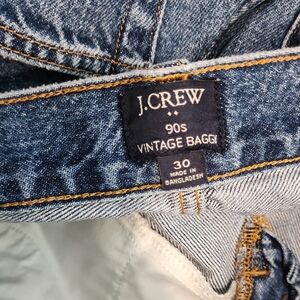 J.CREW
90s
VINTAGE BAGGY
30
MADE IN
BANGLADESH